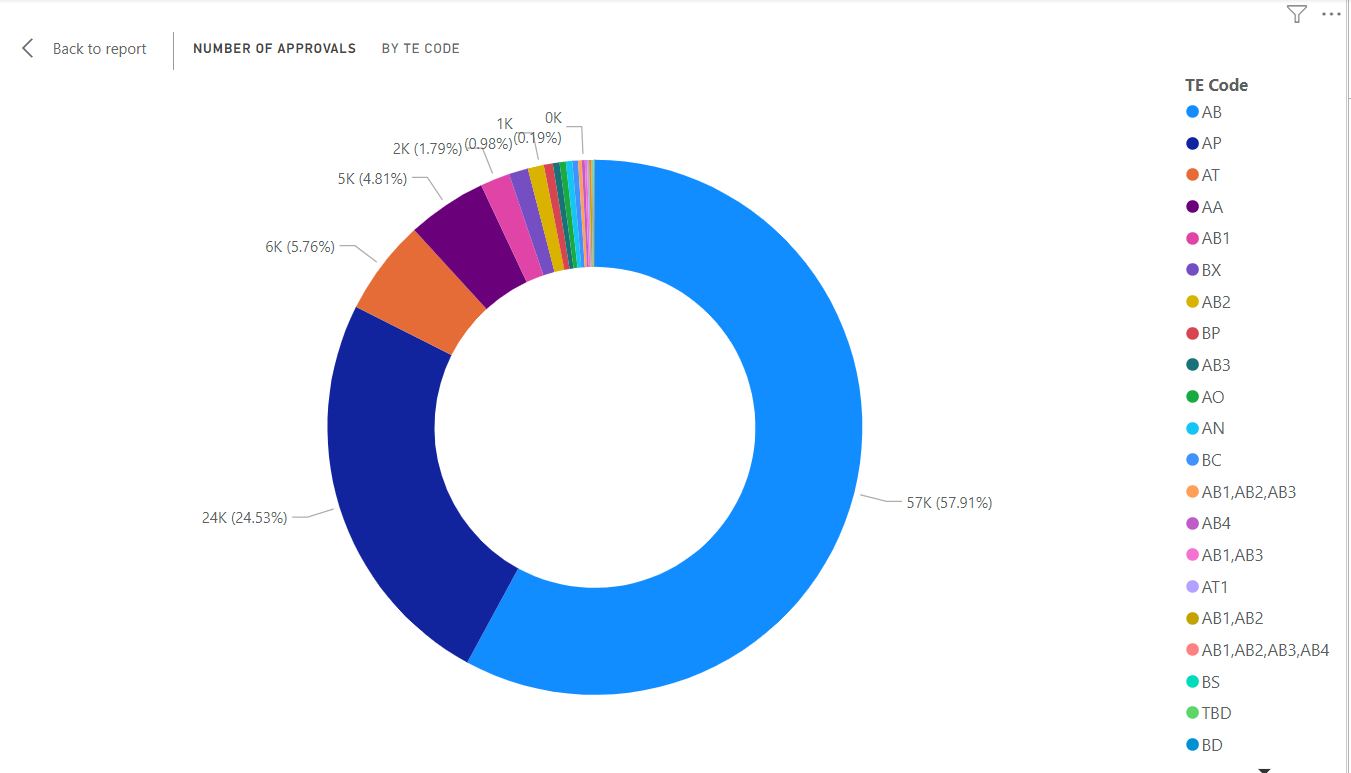 Back to report
NUMBER OF APPROVALS BY TE CODE
0K
(0.19%)
1K
(0.98%)
2K (1.79%)
5K (4.81%)
6K (5.76%)
24K (24.53%)
57K (57.91%)
TE Code
AB
AP
AT
AA
AB1
BX
AB2
BP
AB3
AO
AN
BC
AB1,AB2,AB3
AB4
AB1,AB3
AT1
AB1,AB2
AB1,AB2,AB3,AB4
BS
TBD
BD